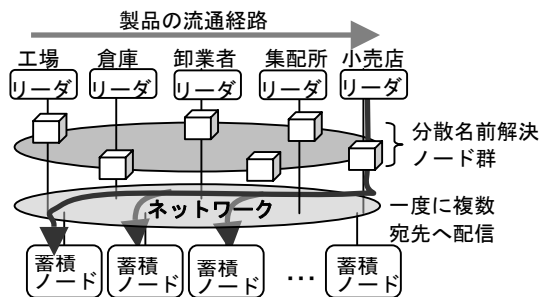 製品の流通経路
工場 倉庫 卸業者 集配所 小売店
リーダ リーダ リーダ リーダ リーダ
分散名前解決
ノード群
ネットワーク
一度に複数
宛先へ配信
蓄積
ノード
蓄積
ノード
蓄積
ノード
...
蓄積
ノード